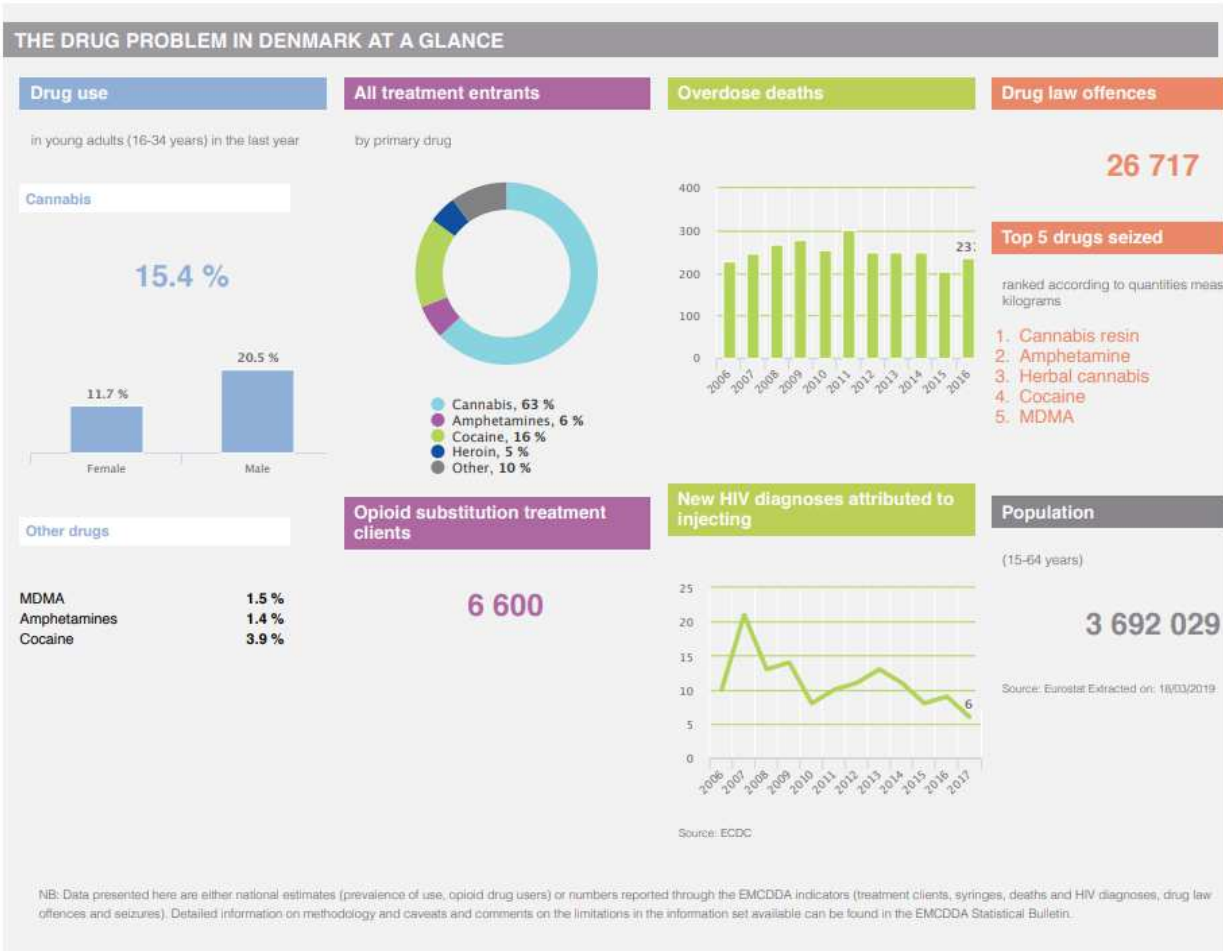 THE DRUG PROBLEM IN DENMARK AT A GLANCE
Drug use
in young adults (16-34 years) in the last year
Cannabis
15.4 %
20.5 %
11.7 %
Female
Male
Other drugs
MDMA 1.5 %
Amphetamines 1.4 %
Cocaine 3.9 %
All treatment entrants
by primary drug
Cannabis, 63 %
Amphetamines, 6 %
Cocaine, 16 %
Heroin, 5 %
Other, 10 %
Opioid substitution treatment
clients
6 600
Overdose deaths
400
300
200
100
0
2006 2007 2008 2009 2010 2011 2012 2013 2014 2015 2016
New HIV diagnoses attributed to
injecting
25
20
15
10
5
0
6
2006 2007 2008 2009 2010 2011 2012 2013 2014 2015 2016 2017
Source: ECDC
Drug law offences
26 717
Top 5 drugs seized
ranked according to quantities
kilograms
1. Cannabis resin
2. Amphetamine
3. Herbal cannabis
4. Cocaine
5. MDMA
Population
(15-64 years)
3 692 029
Source: Eurostat Extracted on: 18/03/2019
NB: Data presented here are either national estimates (prevalence of use, opioid drug users) or numbers reported through the EMCDDA indicators (treatment clients, syringes, deaths and HIV diagnoses, drug law
offences and seizures). Detailed information on methodology and caveats and comments on the limitations in the information set available can be found in the EMCDDA Statistical Bulletin.